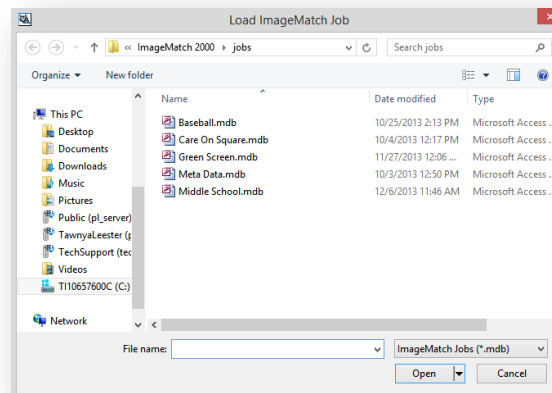 Load ImageMatch Job
« ImageMatch 2000 › jobs
Search jobs
Organize
New folder
Name Date modified Type
This PC
Desktop
Documents
Downloads
Music
Pictures
Public (pl_server)
TawnyaLeester (p
TechSupport (tec
Videos
TI10657600C (C:)
Network
Baseball.mdb 10/25/2013 2:13 PM Microsoft Access .
Care On Square.mdb 10/4/2013 12:17 PM Microsoft Access .
Green Screen.mdb 11/27/2013 12:06 ... Microsoft Access .
Meta Data.mdb 10/3/2013 12:50 PM Microsoft Access .
Middle School.mdb 12/6/2013 11:46 AM Microsoft Access .
File name:
ImageMatch Jobs (*.mdb)
Open
Cancel